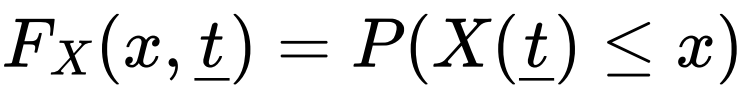 $F_X(x, \underline{t}) = P(X(\underline{t}) \leq x)$